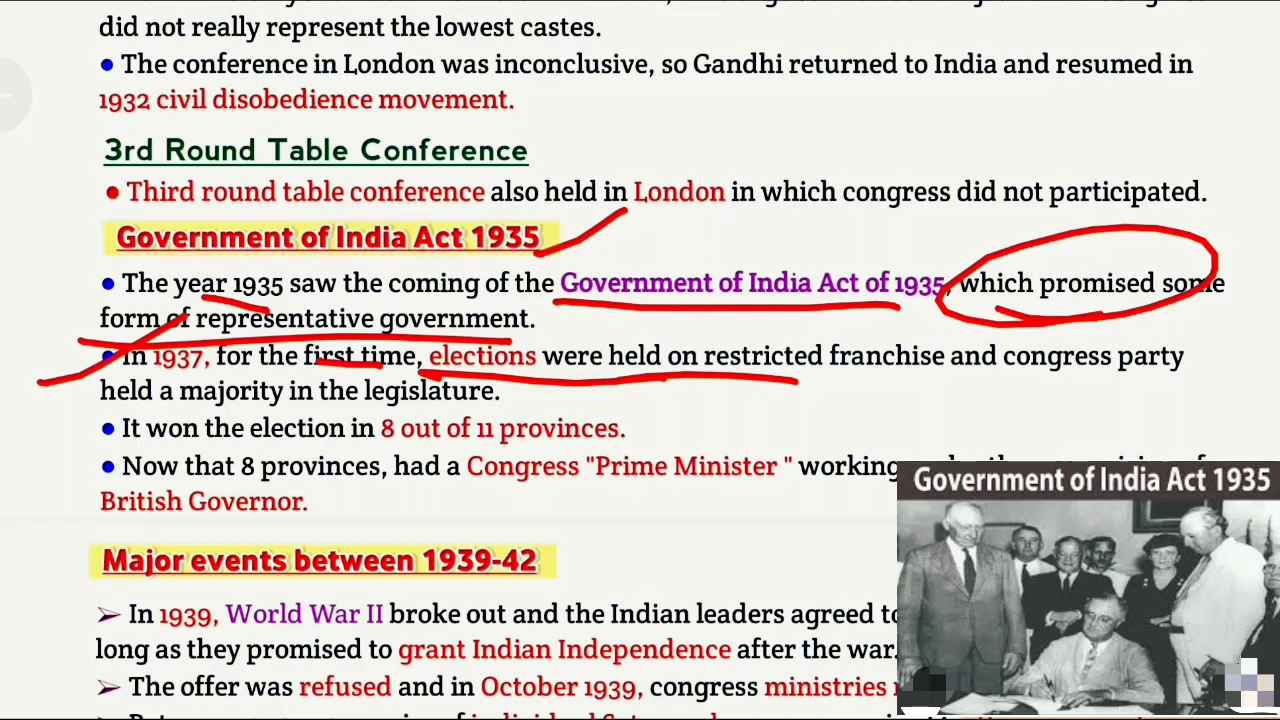 did not really represent the lowest castes.
● The conference in London was inconclusive, so Gandhi returned to India and resumed in
1932 civil disobedience movement.
3rd Round Table Conference
● Third round table conference also held in London in which congress did not participated.
Government of India Act 1935
● The year 1935 saw the coming of the Government of India Act of 1935, which promised some
form of representative government.
● In 1937, for the first time, elections were held on restricted franchise and congress party
held a majority in the legislature.
● It won the election in 8 out of 11 provinces.
● Now that 8 provinces, had a Congress "Prime Minister " working
British Governor.
Government of India Act 1935
Major events between 1939-42
➢ In 1939, World War II broke out and the Indian leaders agreed to
long as they promised to grant Indian Independence after the war.
➢ The offer was refused and in October 1939, congress ministries